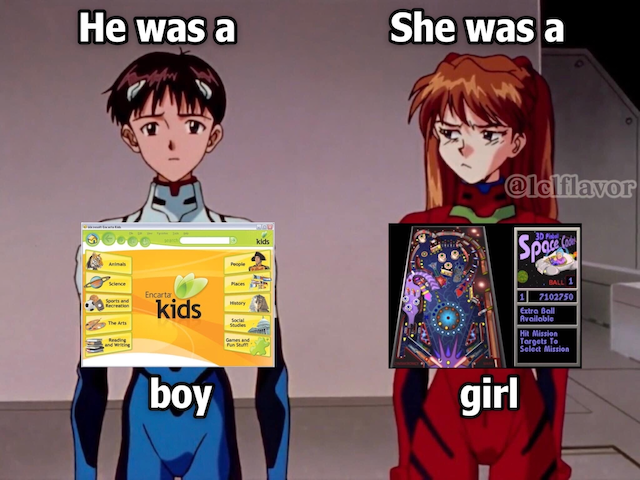 He was a
She was a
@lclflavor
kids
Animals
Science
Sports and
Recreation
The Arts
Reading
and Writing
Encarta
kids
People
Places
History
Social
Studies
Games and
Fun Stuff!
3D Pinball
Space Cadet
BALL 1
1 7102750
Extra Ball
Available
Hit Mission
Targets To
Select Mission
boy
girl